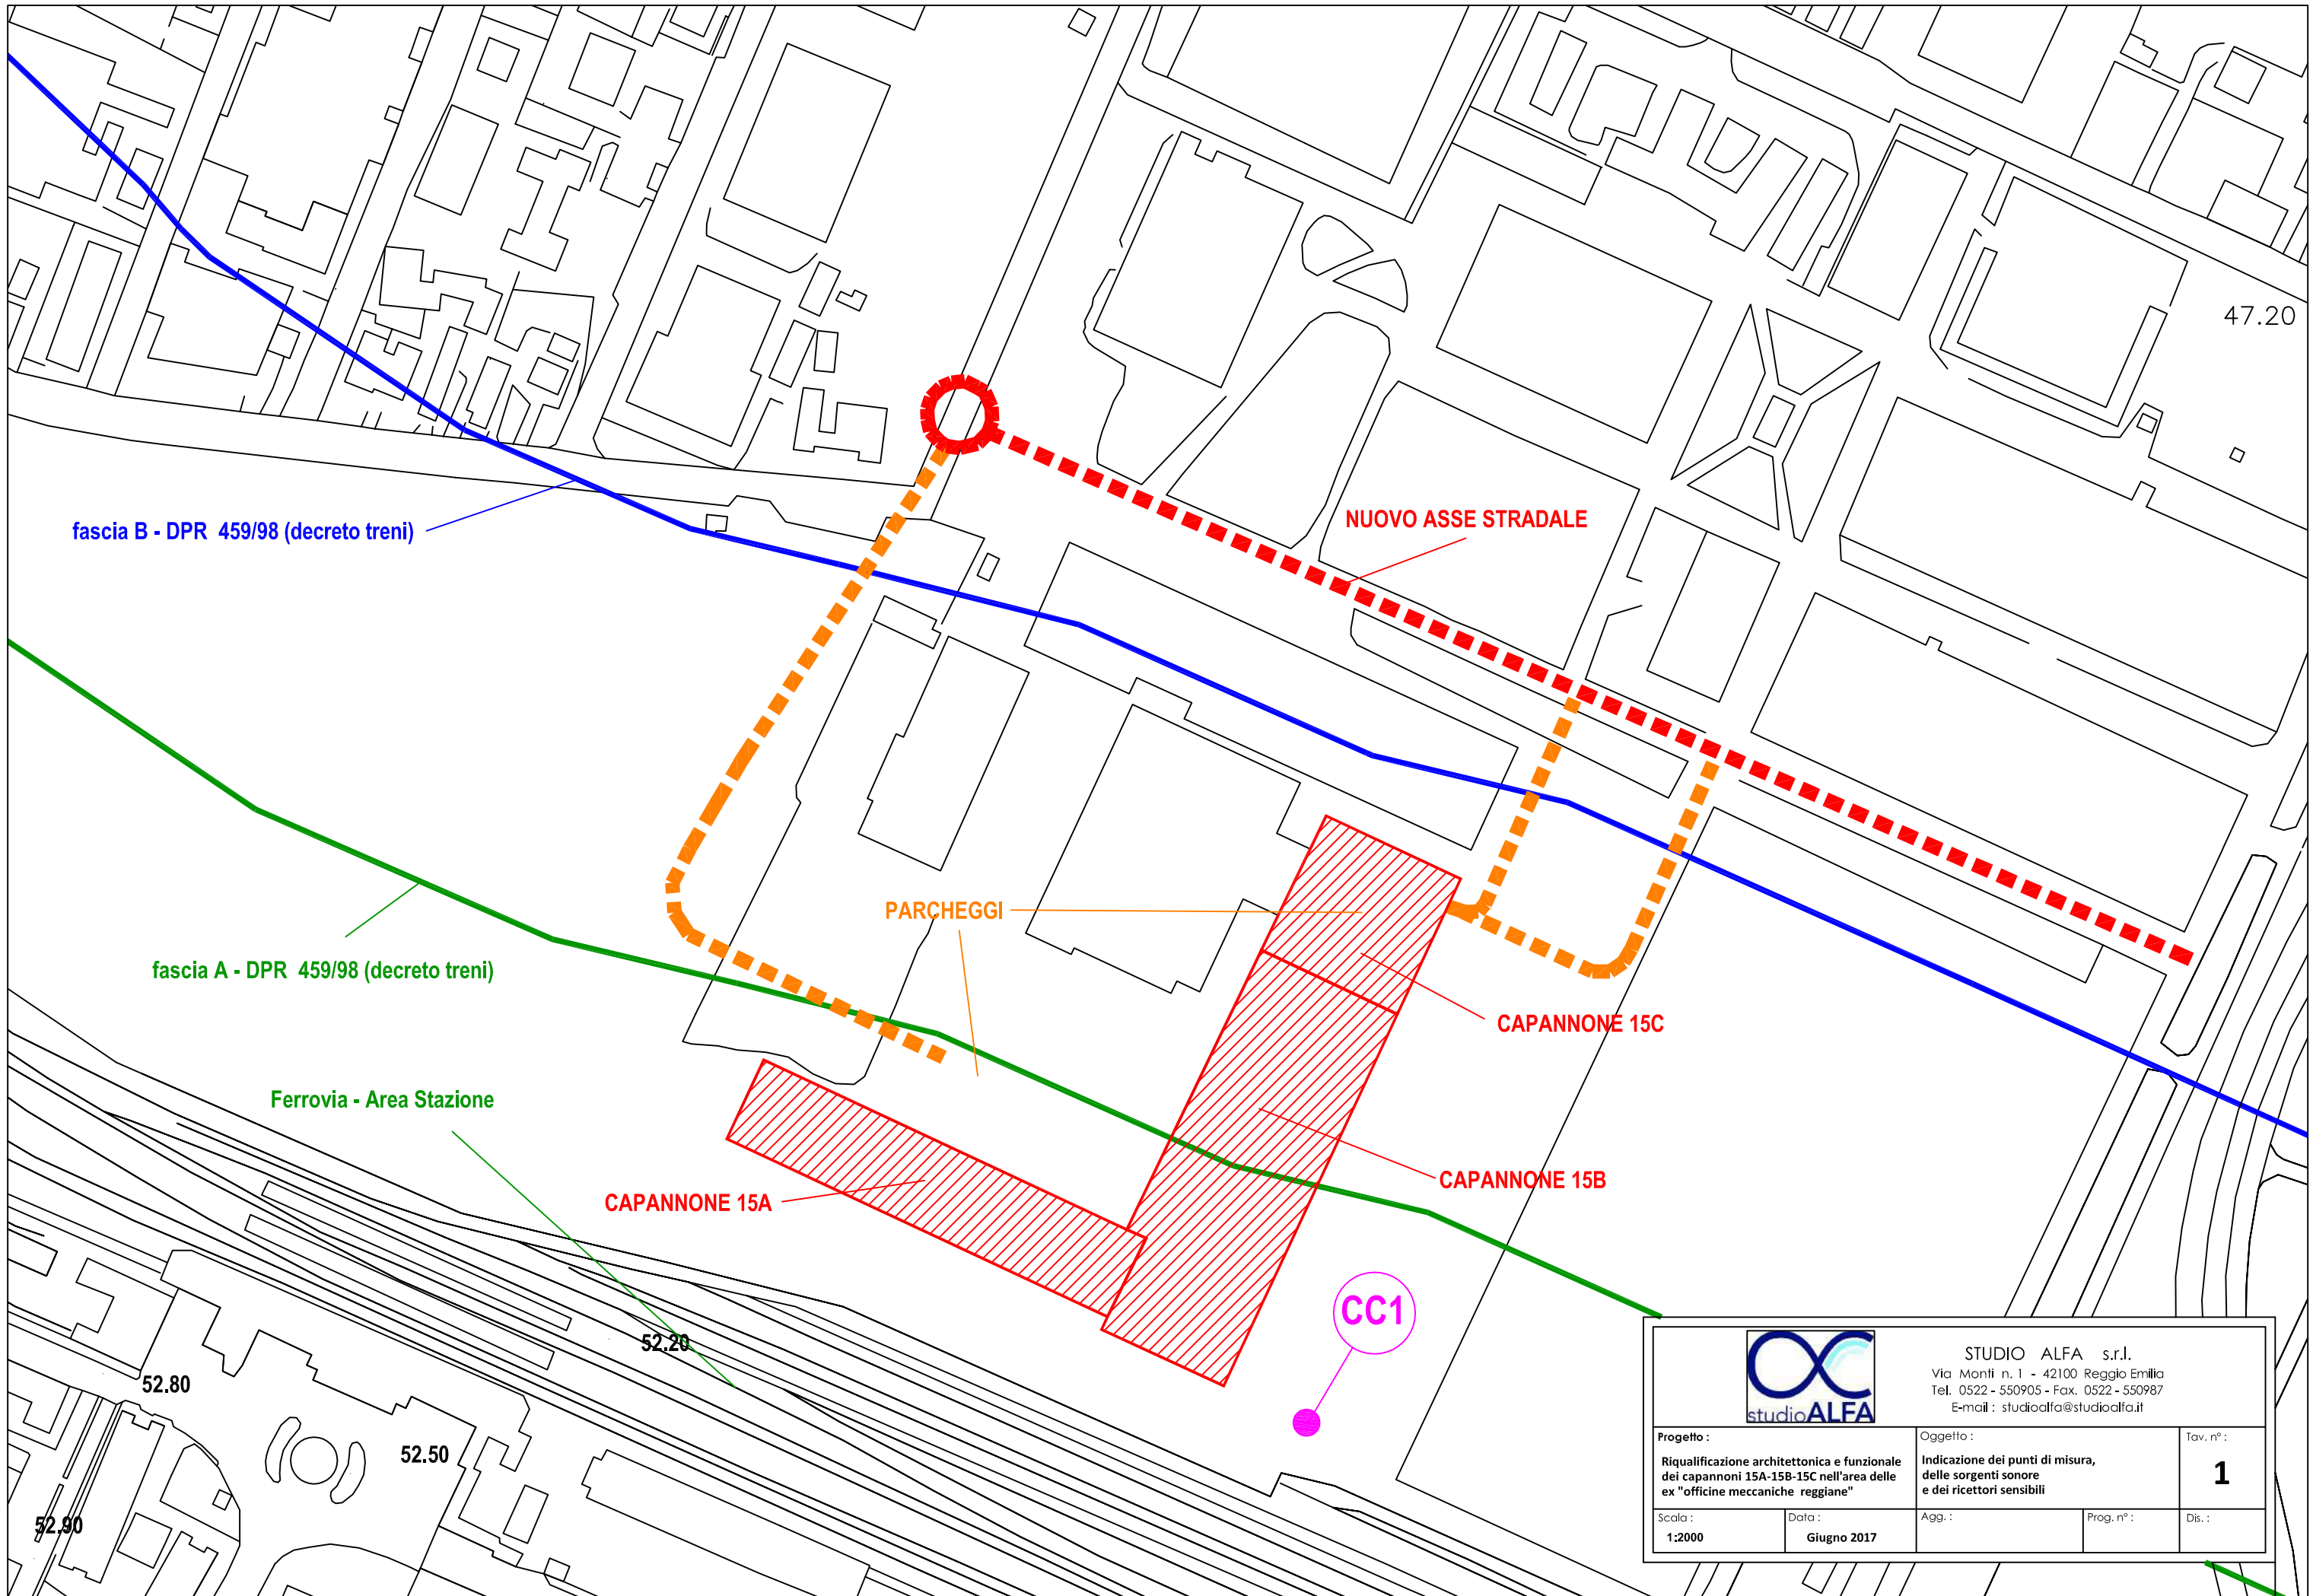 47.20
NUOVO ASSE STRADALE
fascia B - DPR 459/98 (decreto treni)
PARCHEGGI
fascia A - DPR 459/98 (decreto treni)
CAPANNONE 15C
Ferrovia - Area Stazione
CAPANNONE 15B
CAPANNONE 15A
CC1
52.20
52.80
52.50
52.90
studioALFA
STUDIO ALFA s.r.l.
Via Monti n. 1 - 42100 Reggio Emilia
Tel. 0522 - 550905 - Fax. 0522 - 550987
E-mail : studioalfa@studioalfa.it
Progetto :
Riqualificazione architettonica e funzionale
dei capannoni 15A-15B-15C nell'area delle
ex "officine meccaniche reggiane"
Oggetto :
Indicazione dei punti di misura,
delle sorgenti sonore
e dei ricettori sensibili
Tav. n° :
1
Scala :
1:2000
Data :
Giugno 2017
Agg. :
Prog. n° :
Dis. :